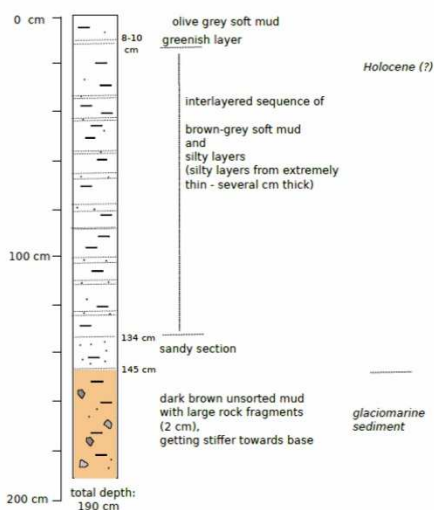 0 cm
olive grey soft mud
8-10
cm
greenish layer
Holocene (?)
interlayered sequence of
brown-grey soft mud
and
silty layers
(silty layers from extremely
thin - several cm thick)
100 cm
134 cm
sandy section
145 cm
dark brown unsorted mud
with large rock fragments
(2 cm),
getting stiffer towards base
glaciomarine
sediment
200 cm
total depth:
190 cm